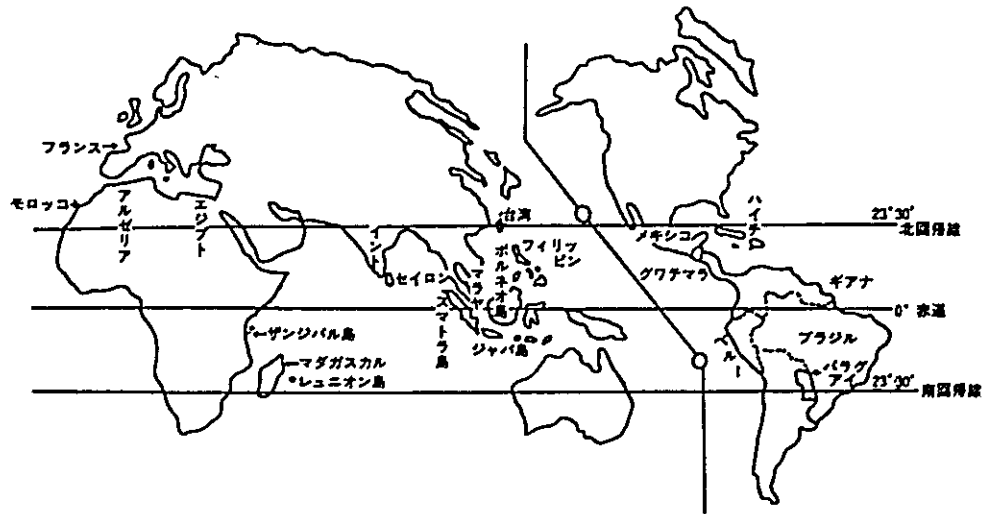 フランス
モロッコ
アルゼリア
エジプト
インド
セイロン
マラヤ
スマトラ島
ボルネオ島
ジャバ島
台湾
フィリッ
ピン
ザンジバル島
マダガスカル
レユニオン島
メキシコ
グワテマラ
ハイチ
ギアナ
ペルー
ブラジル
パラグ
アイ
23°30'
北回帰線
0° 赤道
23°30'
南回帰線